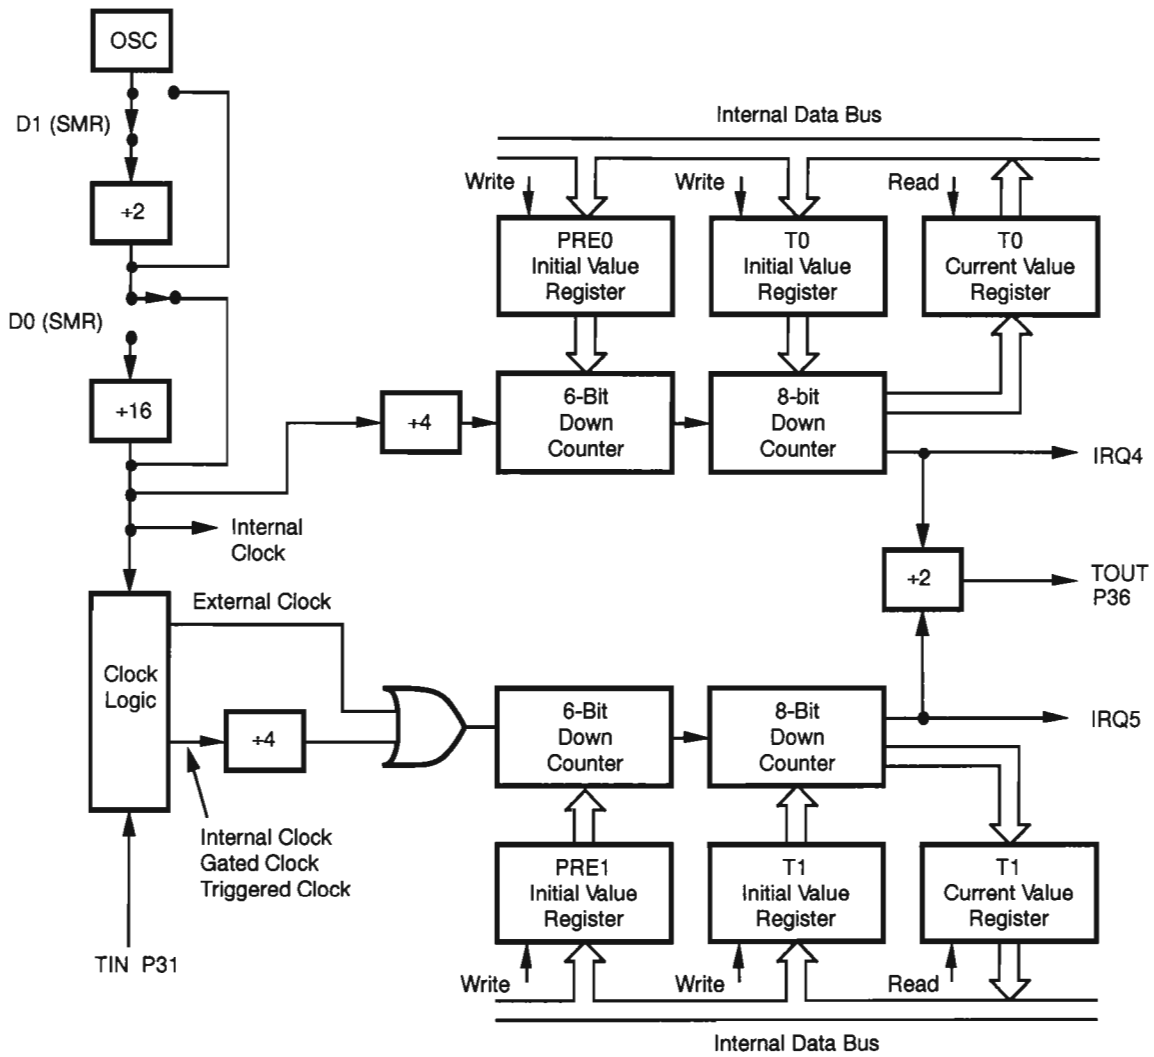 OSC
D1 (SMR)
÷2
D0 (SMR)
÷16
Internal
Clock
Internal Data Bus
Write
Write
Read
PRE0
Initial Value
Register
T0
Initial Value
Register
T0
Current Value
Register
÷4
6-Bit
Down
Counter
8-bit
Down
Counter
IRQ4
÷2
TOUT
P36
External Clock
Clock
Logic
÷4
Internal Clock
Gated Clock
Triggered Clock
TIN P31
6-Bit
Down
Counter
8-Bit
Down
Counter
IRQ5
PRE1
Initial Value
Register
T1
Initial Value
Register
T1
Current Value
Register
Write
Write
Read
Internal Data Bus